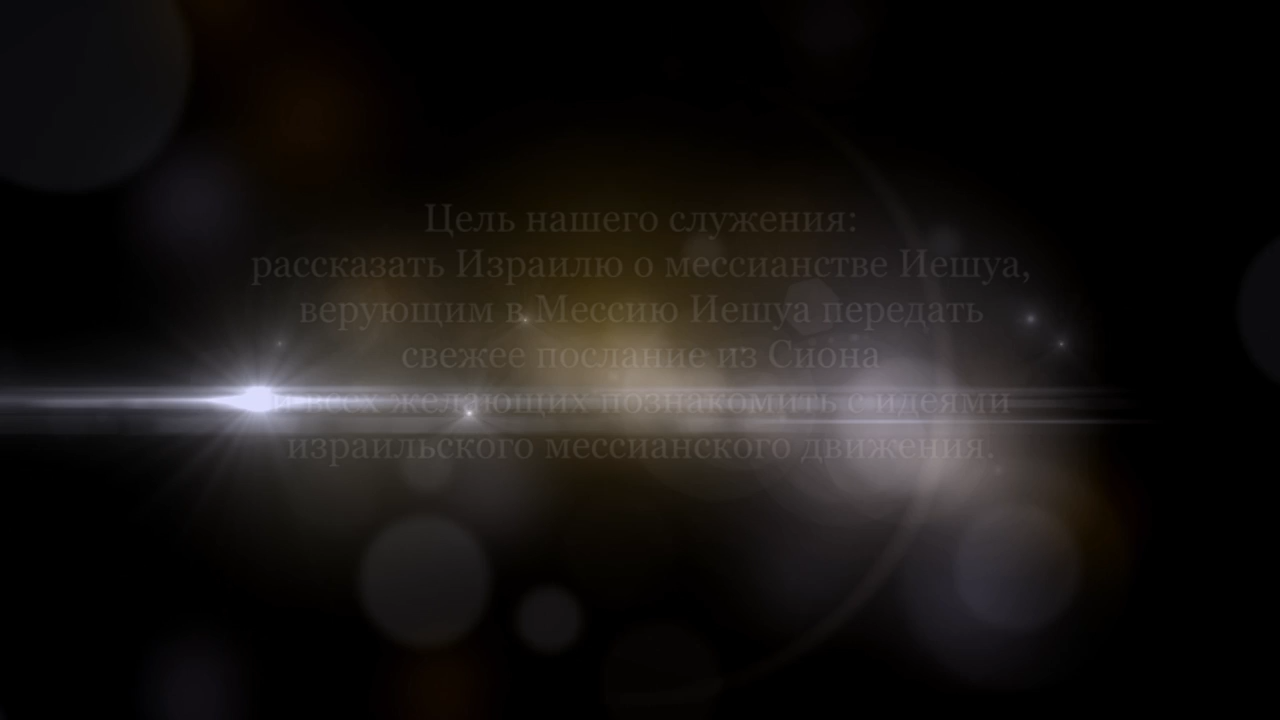 Цель нашего служения:
рассказать Израилю о мессианстве Иешуа,
верующим в Мессию Иешуа передать
свежее послание из Сиона
и всех желающих познакомить с идеями
израильского мессианского движения.